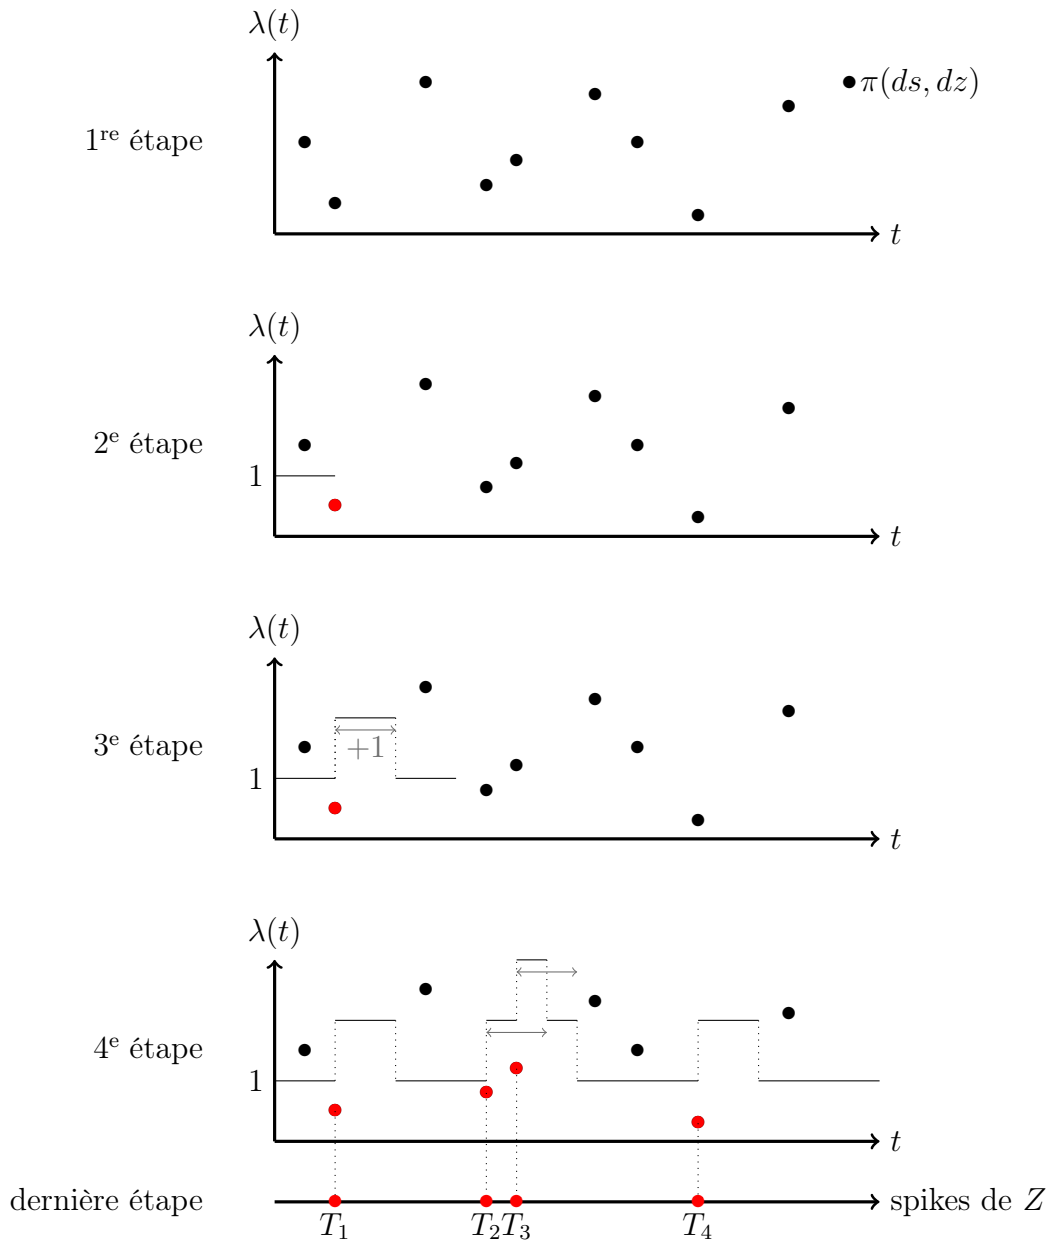 λ(t)
π(ds, dz)
1re étape
t
λ(t)
2e étape
1
t
λ(t)
3e étape
+1
1
t
λ(t)
4e étape
1
t
dernière étape
spikes de Z
T1 T2 T3 T4